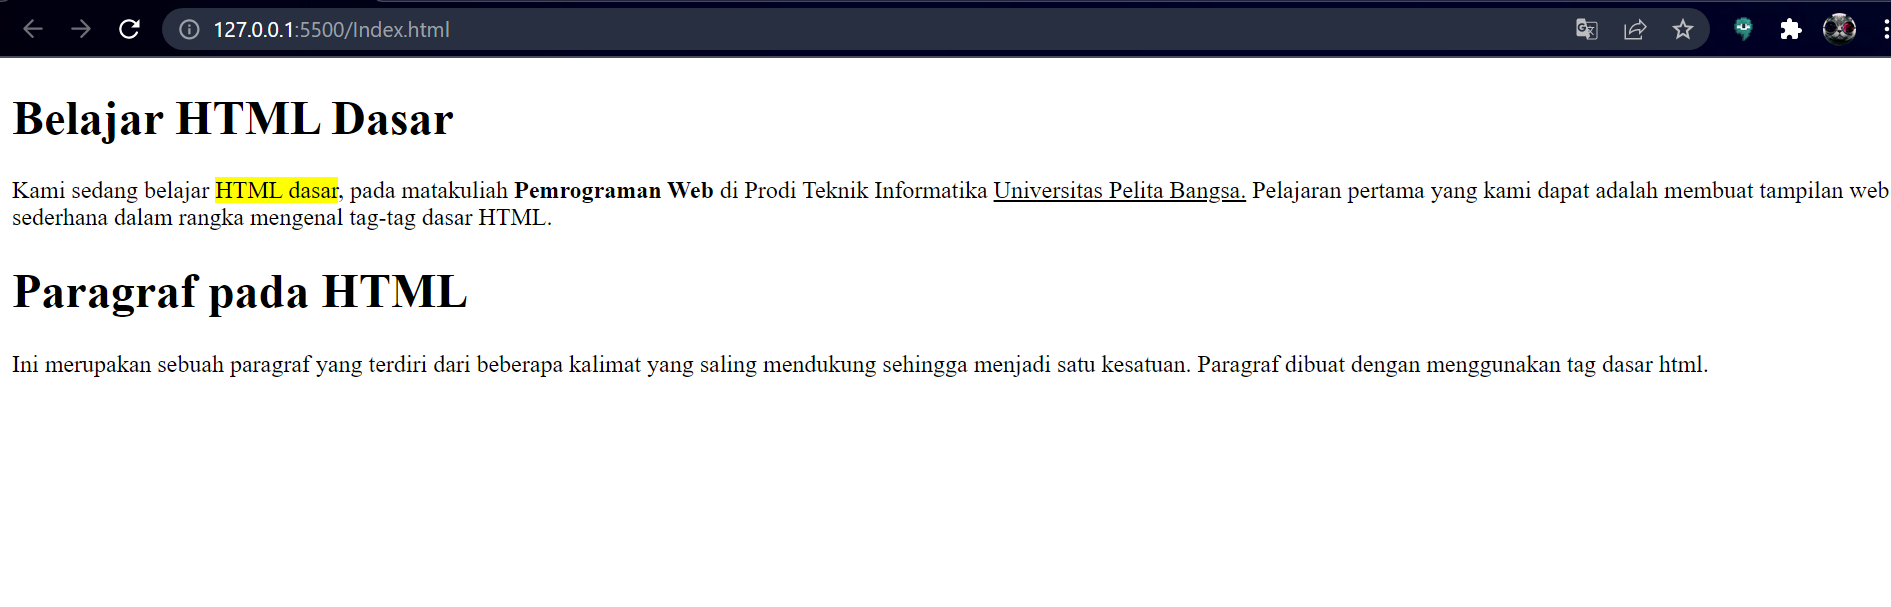 127.0.0.1:5500/Index.html
Belajar HTML Dasar
Kami sedang belajar HTML dasar, pada matakuliah Pemrograman Web di Prodi Teknik Informatika Universitas Pelita Bangsa. Pelajaran pertama yang kami dapat adalah membuat tampilan web
sederhana dalam rangka mengenal tag-tag dasar HTML.
Paragraf pada HTML
Ini merupakan sebuah paragraf yang terdiri dari beberapa kalimat yang saling mendukung sehingga menjadi satu kesatuan. Paragraf dibuat dengan menggunakan tag dasar html.